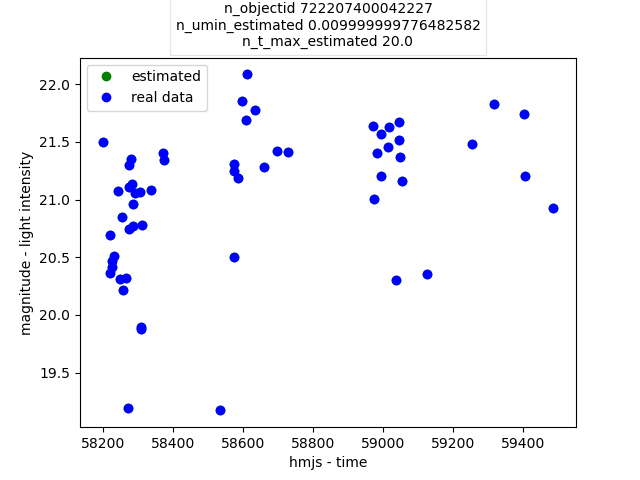 n_objectid 722207400042227
n_umin_estimated 0.009999999776482582
n_t_max_estimated 20.0
estimated
real data
22.0
21.5
21.0
20.5
20.0
19.5
magnitude - light intensity
58200 58400 58600 58800 59000 59200 59400
hmjs - time